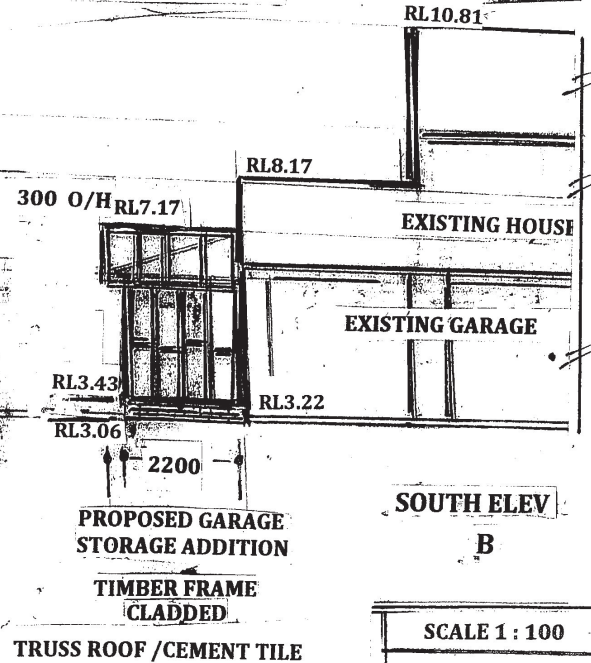 RL10.81
RL8.17
300 O/H RL7.17
EXISTING HOUSE
EXISTING GARAGE
RL3.43
RL3.22
RL3.06
2200
SOUTH ELEV
B
PROPOSED GARAGE
STORAGE ADDITION
TIMBER FRAME
CLADDED
TRUSS ROOF /CEMENT TILE
SCALE 1 : 100